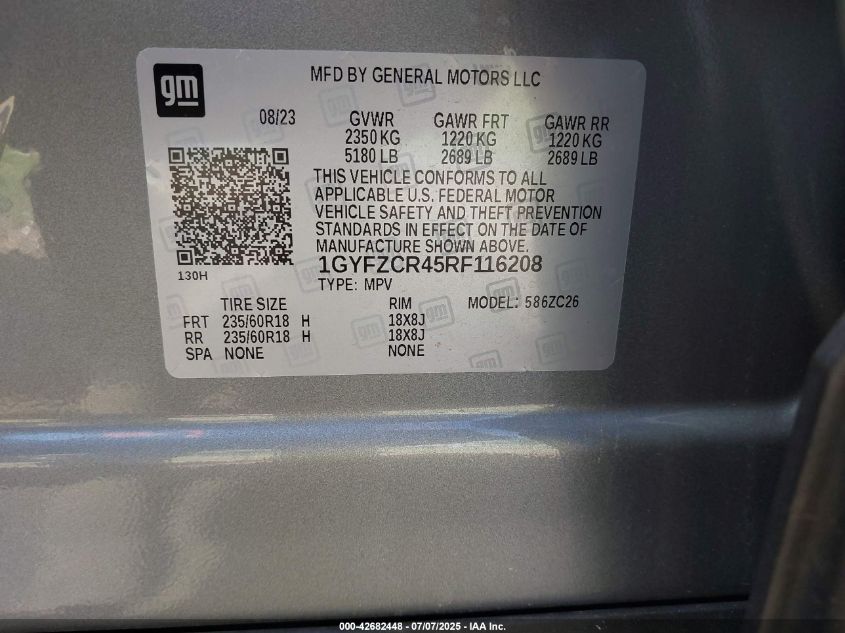 gm
MFD BY GENERAL MOTORS LLC
08/23 GVWR GAWR FRT GAWR RR
2350 KG 1220 KG 1220 KG
5180 LB 2689 LB 2689 LB
THIS VEHICLE CONFORMS TO ALL
APPLICABLE U.S. FEDERAL MOTOR
VEHICLE SAFETY AND THEFT PREVENTION
STANDARDS IN EFFECT ON THE DATE OF
MANUFACTURE SHOWN ABOVE.
130H
1GYFZCR45RF116208
TYPE: MPV
TIRE SIZE RIM MODEL: 586ZC26
FRT 235/60R18 H 18X8J
RR 235/60R18 H 18X8J
SPA NONE NONE
000-42682448 - 07/07/2025 - IAA Inc.